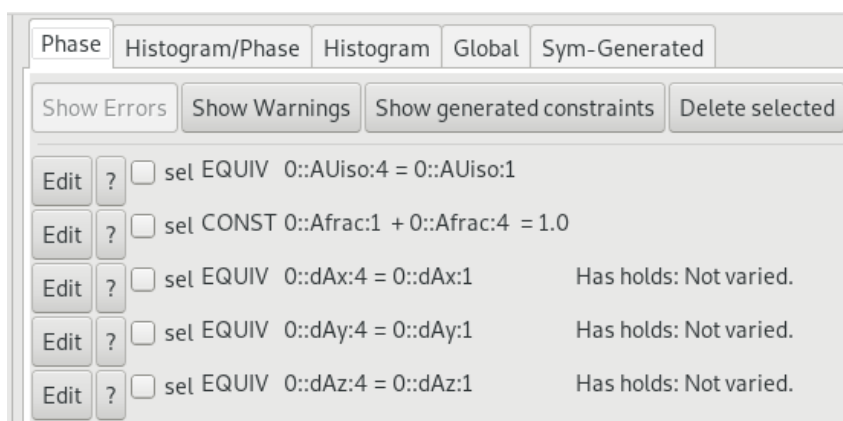 Phase Histogram/Phase Histogram Global Sym-Generated
Show Errors Show Warnings Show generated constraints Delete selected
Edit ? sel EQUIV 0::AUiso:4 = 0::AUiso:1
Edit ? sel CONST 0::Afrac:1 + 0::Afrac:4 = 1.0
Edit ? sel EQUIV 0::dAx:4 = 0::dAx:1 Has holds: Not varied.
Edit ? sel EQUIV 0::dAy:4 = 0::dAy:1 Has holds: Not varied.
Edit ? sel EQUIV 0::dAz:4 = 0::dAz:1 Has holds: Not varied.